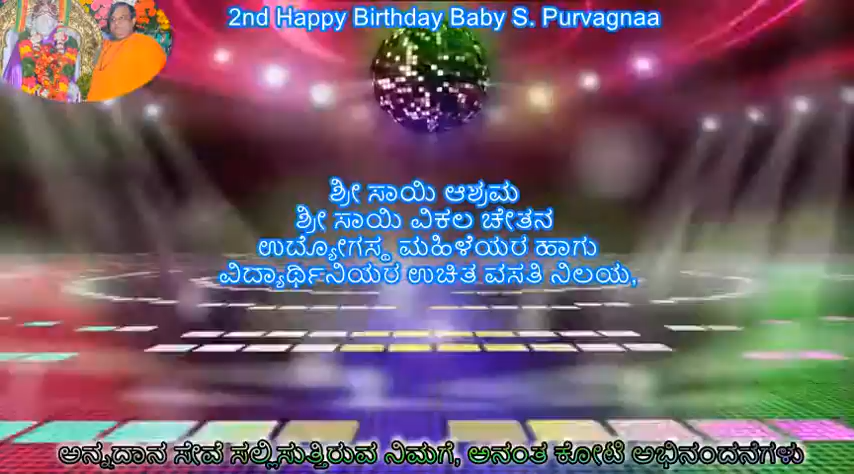 2nd Happy Birthday Baby S. Purvagnaa
ಶ್ರೀ ಸಾಯಿ ಆಶ್ರಮ
ಶ್ರೀ ಸಾಯಿ ವಿಕಲ ಚೇತನ
ಉದ್ಯೋಗಸ್ಥ ಮಹಿಳೆಯರ ಹಾಗು
ವಿದ್ಯಾರ್ಥಿನಿಯರ ಉಚಿತ ವಸತಿ ನಿಲಯ,
ಅನ್ನದಾನ ಸೇವೆ ಸಲ್ಲಿಸುತ್ತಿರುವ ನಿಮಗೆ, ಅನಂತ ಕೋಟಿ ಅಭಿನಂದನೆಗಳು